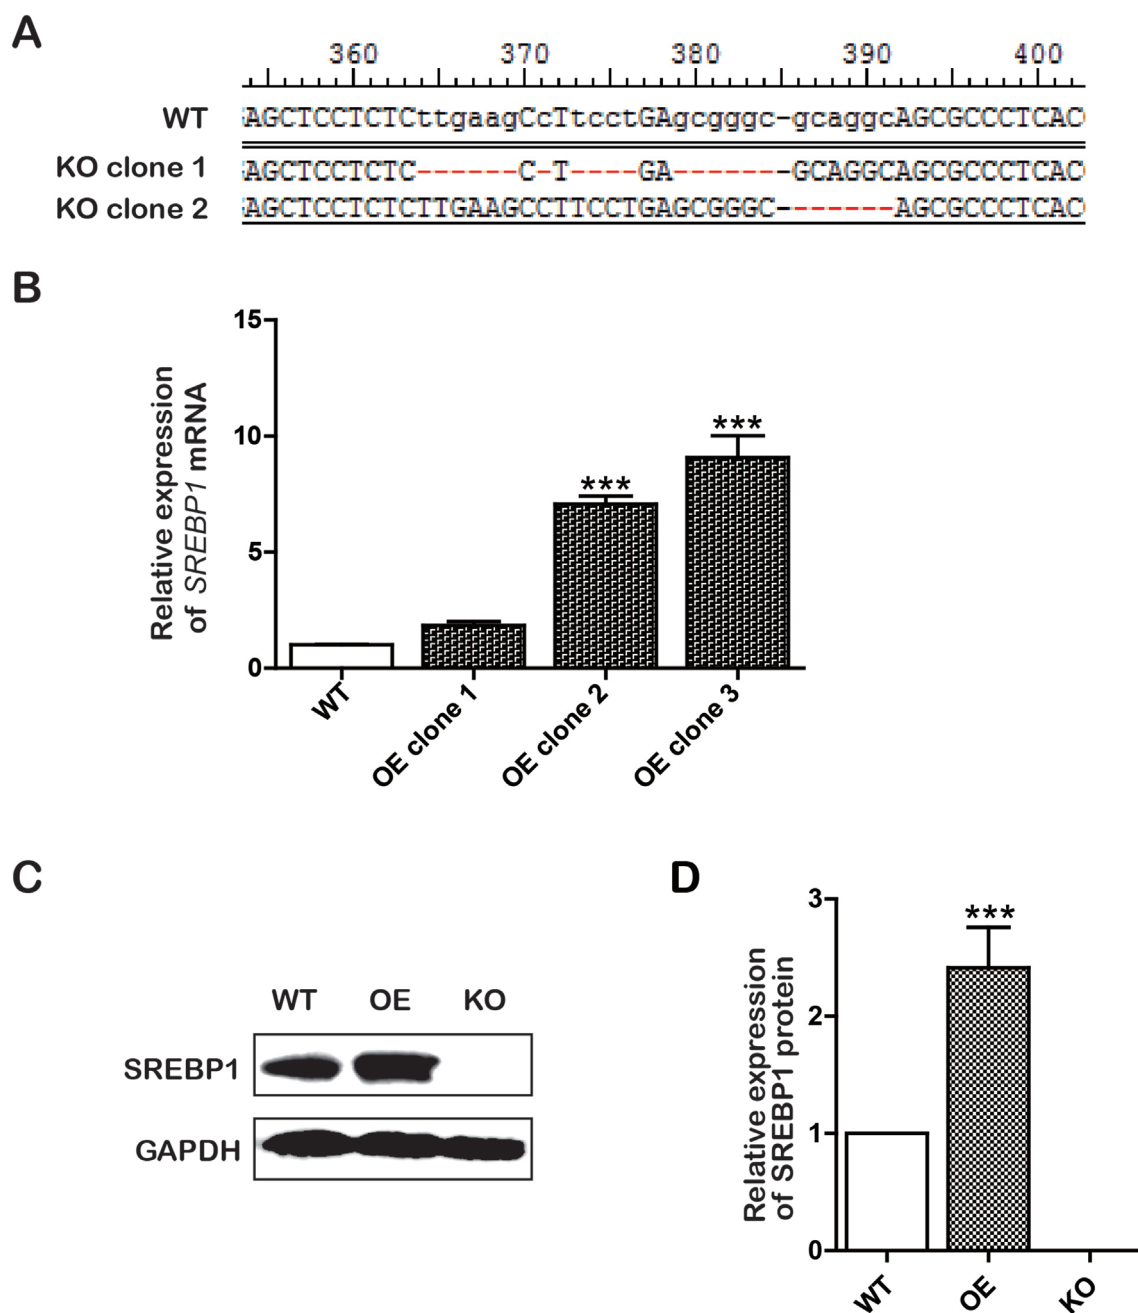 A
360 370 380 390 400
WT AGCTCCTCTCttgaagCcTtcctGAgcgggc-gcaggcAGCGCCCTCAC
KO clone 1 AGCTCCTCTC------C-T----GA-------GCAGGCAGCGCCCTCAC
KO clone 2 AGCTCCTCTCTTGAAGCCTTCCTGAGCGGGC-------AGCGCCCTCAC
B
Relative expression
of SREBP1 mRNA
15
10
5
0
***
***
WT
OE clone 1
OE clone 2
OE clone 3
C
WT OE KO
SREBP1
GAPDH
D
Relative expression
of SREBP1 protein
3
2
1
0
***
WT
OE
KO